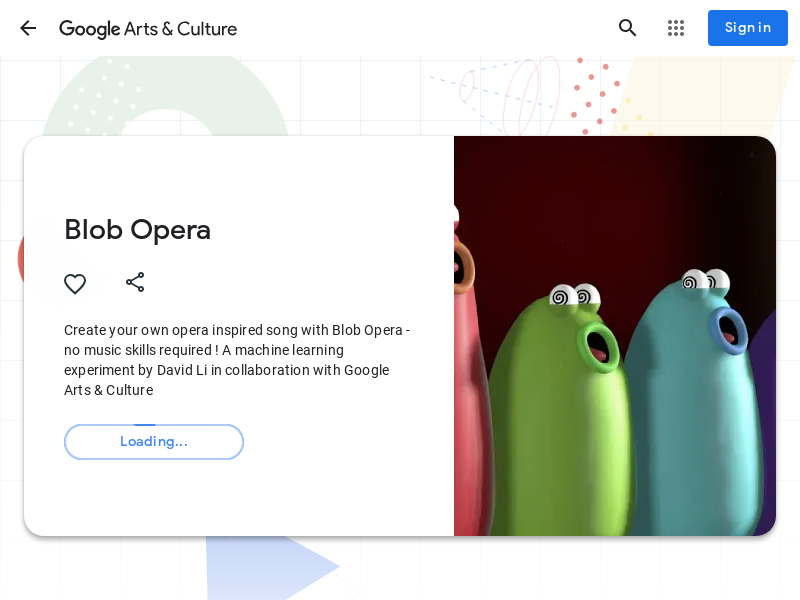 Google Arts & Culture
Sign in
Blob Opera
Create your own opera inspired song with Blob Opera -
no music skills required ! A machine learning
experiment by David Li in collaboration with Google
Arts & Culture
Loading...